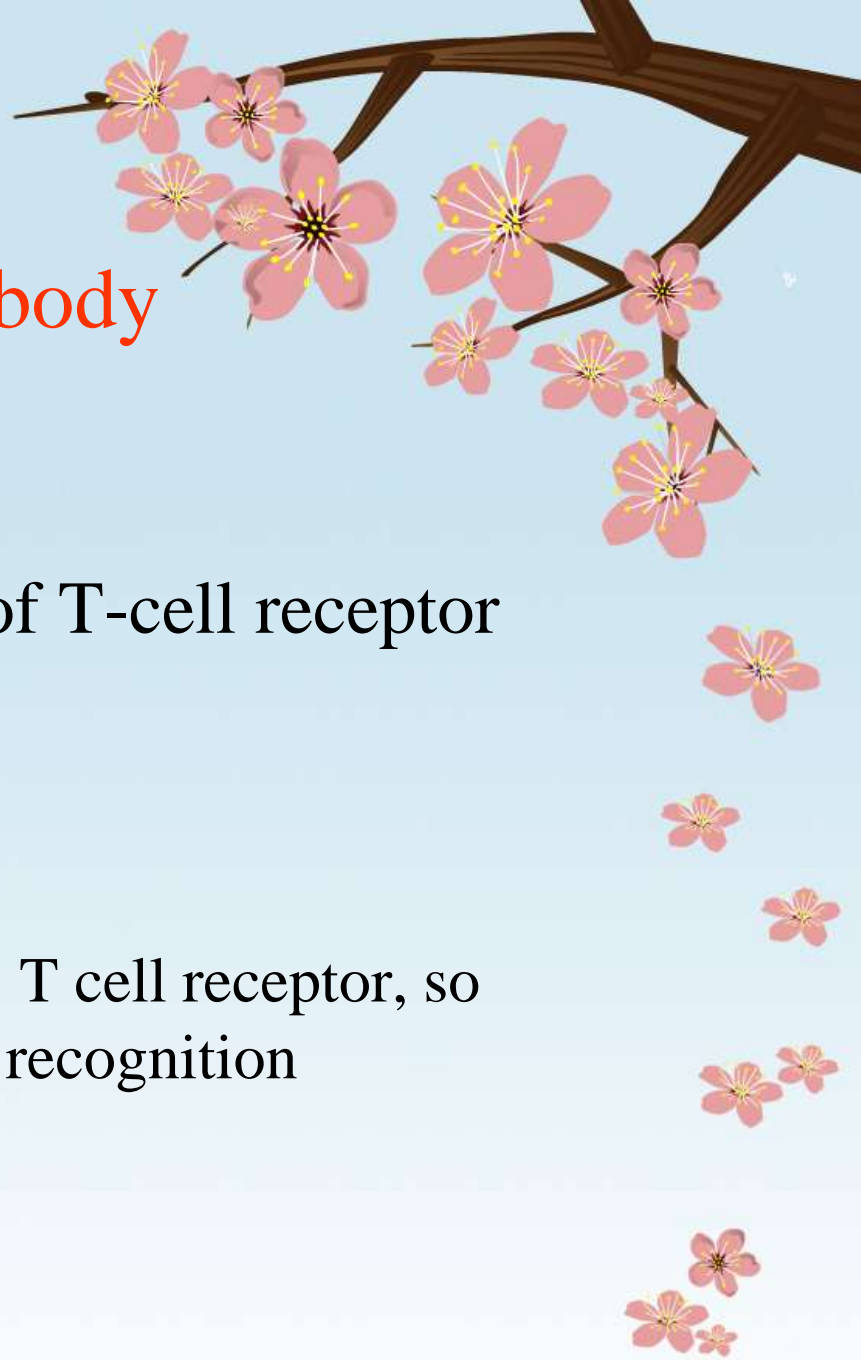 body
of T-cell receptor
T cell receptor, so
recognition